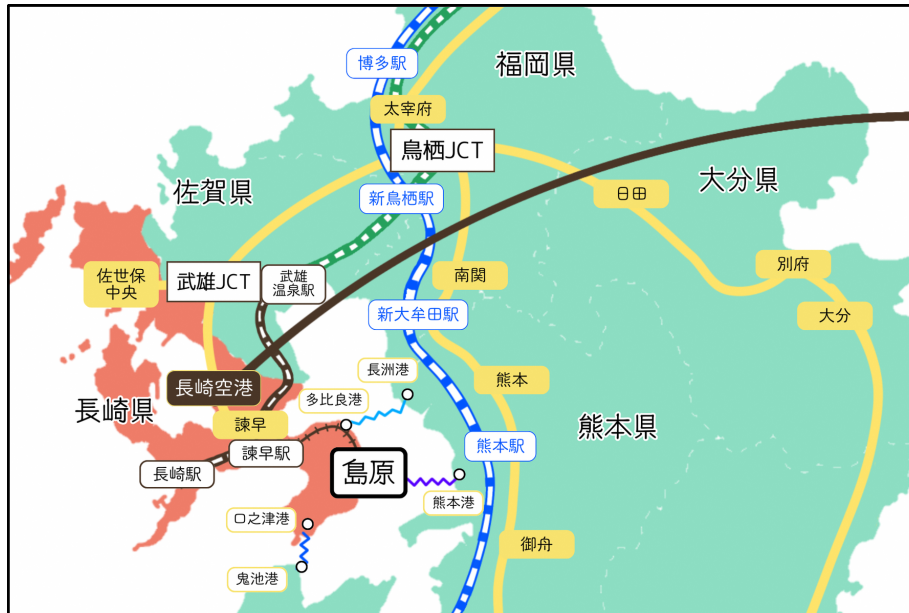 博多駅
福岡県
太宰府
鳥栖JCT
佐賀県
新鳥栖駅
日田
大分県
佐世保
中央
武雄JCT
武雄
温泉駅
南関
別府
新大牟田駅
大分
長崎空港
長洲港
熊本
長崎県
多比良港
諫早
熊本県
諫早駅
熊本駅
長崎駅
島原
熊本港
口之津港
御舟
鬼池港